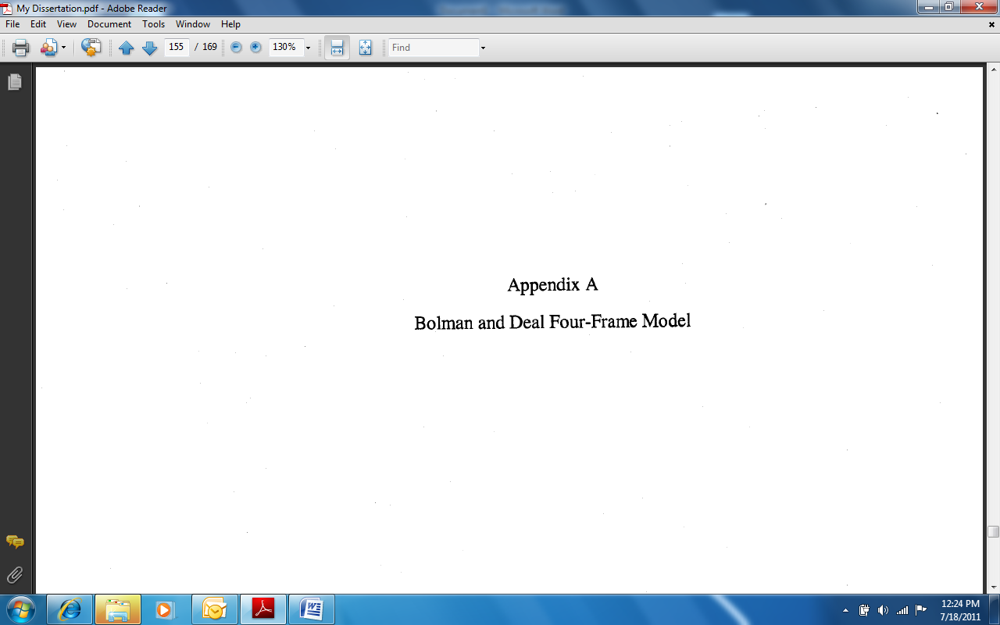 My Dissertation.pdf - Adobe Reader
File Edit View Document Tools Window Help
155 / 169 130% Find
Appendix A
Bolman and Deal Four-Frame Model
12:24 PM
7/18/2011